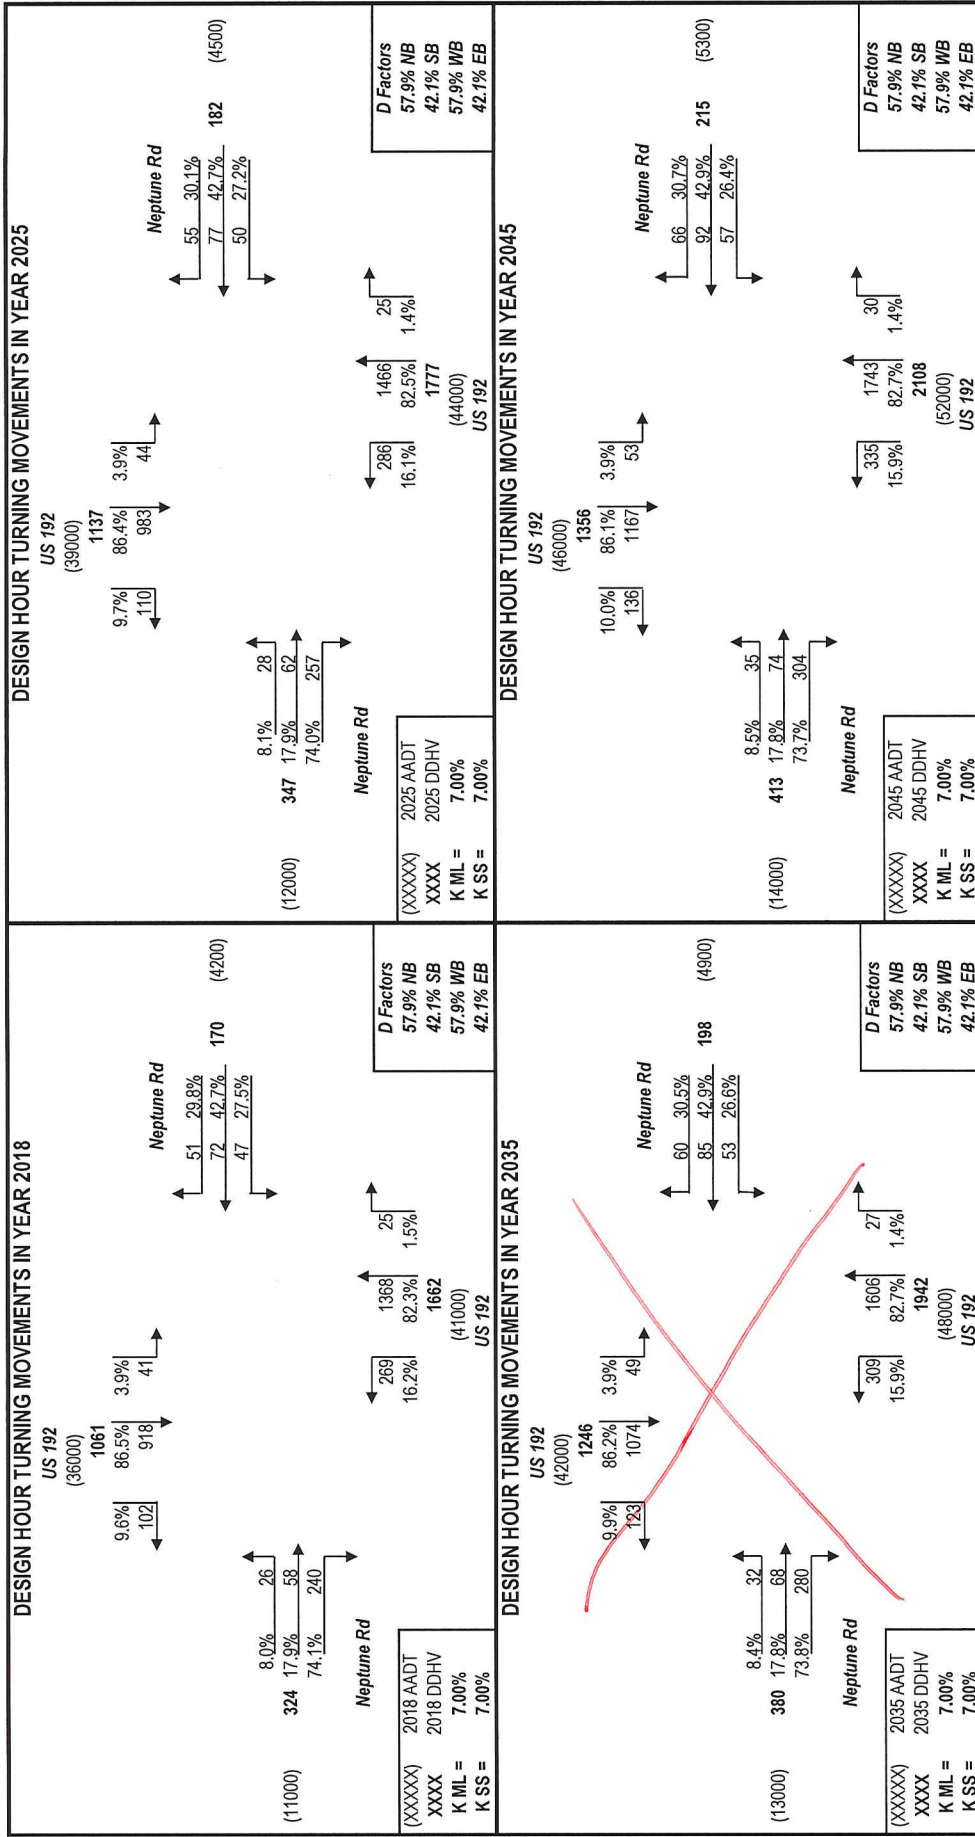 DESIGN HOUR TURNING MOVEMENTS IN YEAR 2018
US 192
(36000)
1061
9.6% 86.5% 3.9%
102 918 41
Neptune Rd
51 29.8%
72 42.7% 170 (4200)
47 27.5%
8.0% 26
(11000) 324 17.9% 58
74.1% 240
Neptune Rd
269 1368 25
16.2% 82.3% 1.5%
1662
(41000)
US 192
(XXXXX) 2018 AADT
XXXX 2018 DDHV
K ML = 7.00%
K SS = 7.00%
D Factors
57.9% NB
42.1% SB
57.9% WB
42.1% EB
DESIGN HOUR TURNING MOVEMENTS IN YEAR 2025
US 192
(39000)
1137
9.7% 86.4% 3.9%
110 983 44
Neptune Rd
55 30.1%
77 42.7% 182 (4500)
50 27.2%
8.1% 28
(12000) 347 17.9% 62
74.0% 257
Neptune Rd
286 1466 25
16.1% 82.5% 1.4%
1777
(44000)
US 192
(XXXXX) 2025 AADT
XXXX 2025 DDHV
K ML = 7.00%
K SS = 7.00%
D Factors
57.9% NB
42.1% SB
57.9% WB
42.1% EB
DESIGN HOUR TURNING MOVEMENTS IN YEAR 2035
US 192
(42000)
1246
9.9% 86.2% 3.9%
123 1074 49
Neptune Rd
60 30.5%
85 42.9% 198 (4900)
53 26.6%
8.4% 32
(13000) 380 17.8% 68
73.8% 280
Neptune Rd
309 1606 27
15.9% 82.7% 1.4%
1942
(48000)
US 192
(XXXXX) 2035 AADT
XXXX 2035 DDHV
K ML = 7.00%
K SS = 7.00%
D Factors
57.9% NB
42.1% SB
57.9% WB
42.1% EB
DESIGN HOUR TURNING MOVEMENTS IN YEAR 2045
US 192
(46000)
1356
10.0% 86.1% 3.9%
136 1167 53
Neptune Rd
66 30.7%
92 42.9% 215 (5300)
57 26.4%
8.5% 35
(14000) 413 17.8% 74
73.7% 304
Neptune Rd
335 1743 30
15.9% 82.7% 1.4%
2108
(52000)
US 192
(XXXXX) 2045 AADT
XXXX 2045 DDHV
K ML = 7.00%
K SS = 7.00%
D Factors
57.9% NB
42.1% SB
57.9% WB
42.1% EB